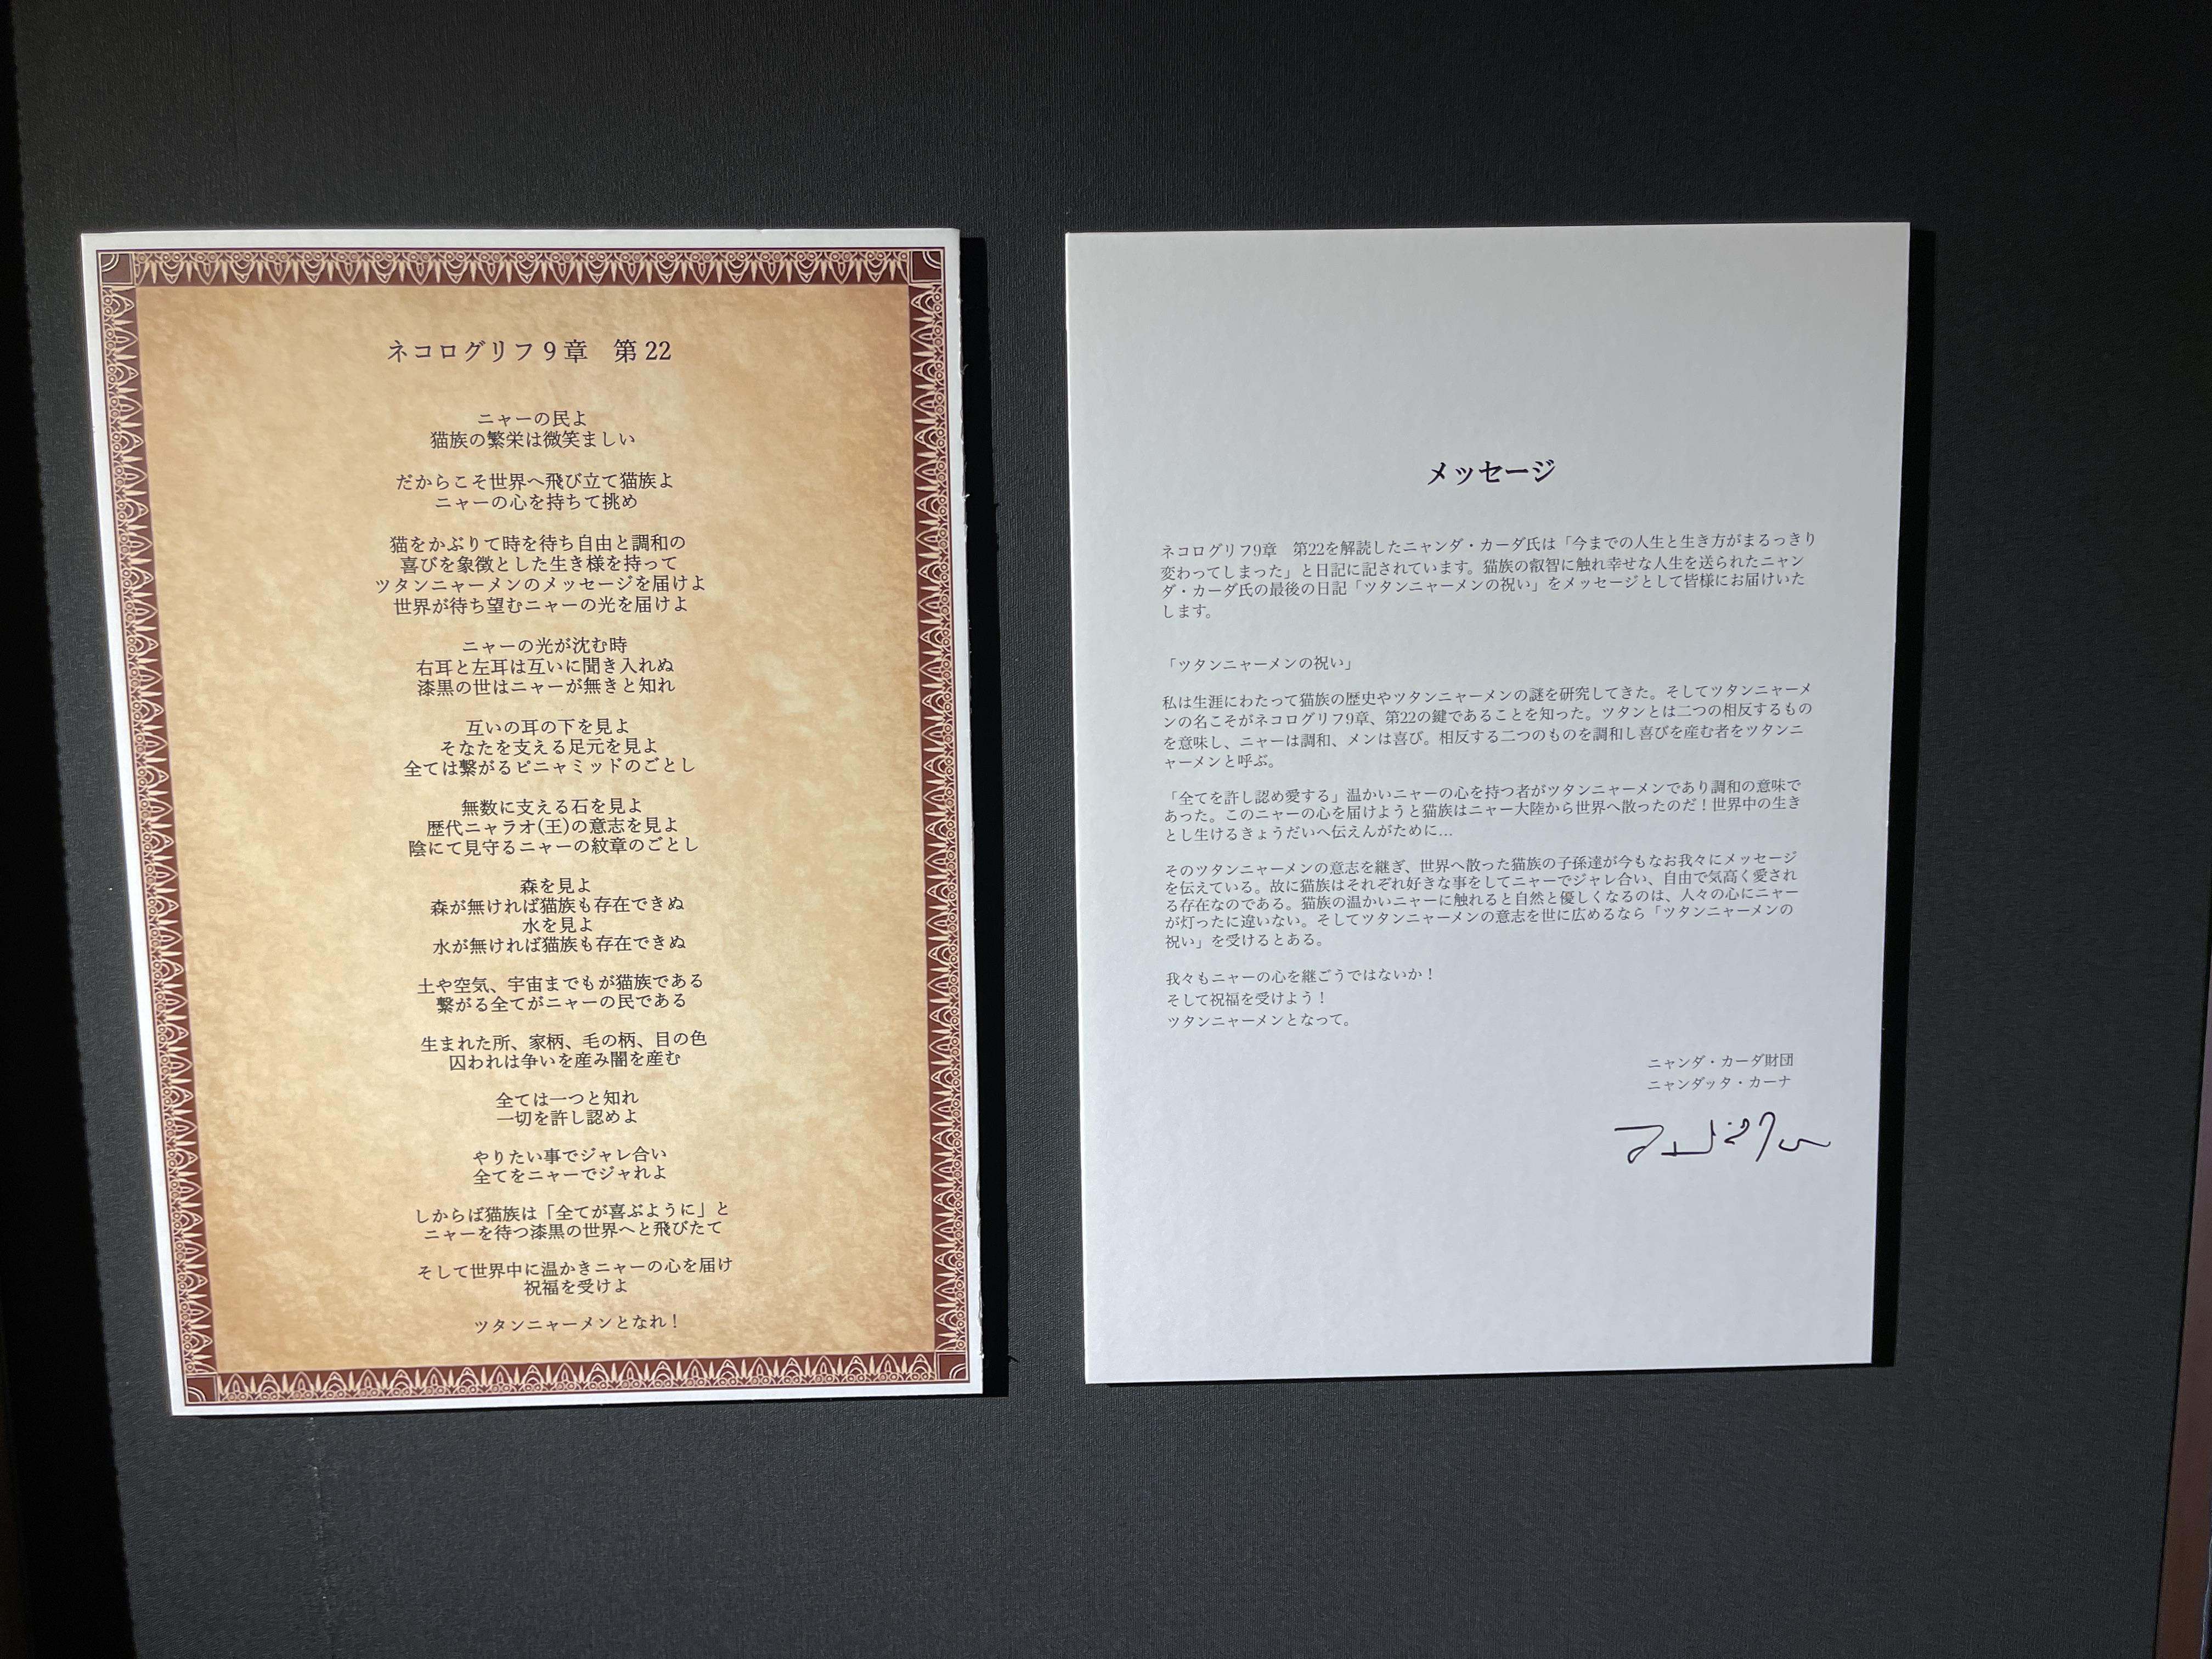 ネコログリフ9章　第22
ニャーの民よ
猫族の繁栄は微笑ましい
だからこそ世界へ飛び立て猫族よ
ニャーの心を持ちて挑め
猫をかぶりて時を待ち自由と調和の
喜びを象徴とした生き様を持って
ツタンニャーメンのメッセージを届けよ
世界が待ち望むニャーの光を届けよ
ニャーの光が沈む時
右耳と左耳は互いに聞き入れぬ
漆黒の世はニャーが無きと知れ
互いの耳の下を見よ
そなたを支える足元を見よ
全ては繋がるピニャミッドのごとし
無数に支える石を見よ
歴代ニャラオ(王)の意志を見よ
陰にて見守るニャーの紋章のごとし
森を見よ
森が無ければ猫族も存在できぬ
水を見よ
水が無ければ猫族も存在できぬ
土や空気、宇宙までもが猫族である
繋がる全てがニャーの民である
生まれた所、家柄、毛の柄、目の色
囚われは争いを産み闇を産む
全ては一つと知れ
一切を許し認めよ
やりたい事でジャレ合い
全てをニャーでジャれよ
しからば猫族は「全てが喜ぶように」と
ニャーを待つ漆黒の世界へと飛びたて
そして世界中に温かきニャーの心を届け
祝福を受けよ
ツタンニャーメンとなれ！
メッセージ
ネコログリフ9章　第22を解読したニャンダ・カーダ氏は「今までの人生と生き方がまるっきり
変わってしまった」と日記に記されています。猫族の叡智に触れ幸せな人生を送られたニャン
ダ・カーダ氏の最後の日記「ツタンニャーメンの祝い」をメッセージとして皆様にお届けいた
します。
「ツタンニャーメンの祝い」
私は生涯にわたって猫族の歴史やツタンニャーメンの謎を研究してきた。そしてツタンニャーメ
ンの名こそがネコログリフ9章、第22の鍵であることを知った。ツタンとは二つの相反するもの
を意味し、ニャーは調和、メンは喜び。相反する二つのものを調和し喜びを産む者をツタンニ
ャーメンと呼ぶ。
「全てを許し認め愛する」温かいニャーの心を持つ者がツタンニャーメンであり調和の意味で
あった。このニャーの心を届けようと猫族はニャー大陸から世界へ散ったのだ！世界中の生き
とし生けるきょうだいへ伝えんがために…
そのツタンニャーメンの意志を継ぎ、世界へ散った猫族の子孫達が今もなお我々にメッセージ
を伝えている。故に猫族はそれぞれ好きな事をしてニャーでジャレ合い、自由で気高く愛され
る存在なのである。猫族の温かいニャーに触れると自然と優しくなるのは、人々の心にニャー
が灯ったに違いない。そしてツタンニャーメンの意志を世に広めるなら「ツタンニャーメンの
祝い」を受けるとある。
我々もニャーの心を継ごうではないか！
そして祝福を受けよう！
ツタンニャーメンとなって。
ニャンダ・カーダ財団
ニャンダッタ・カーナ